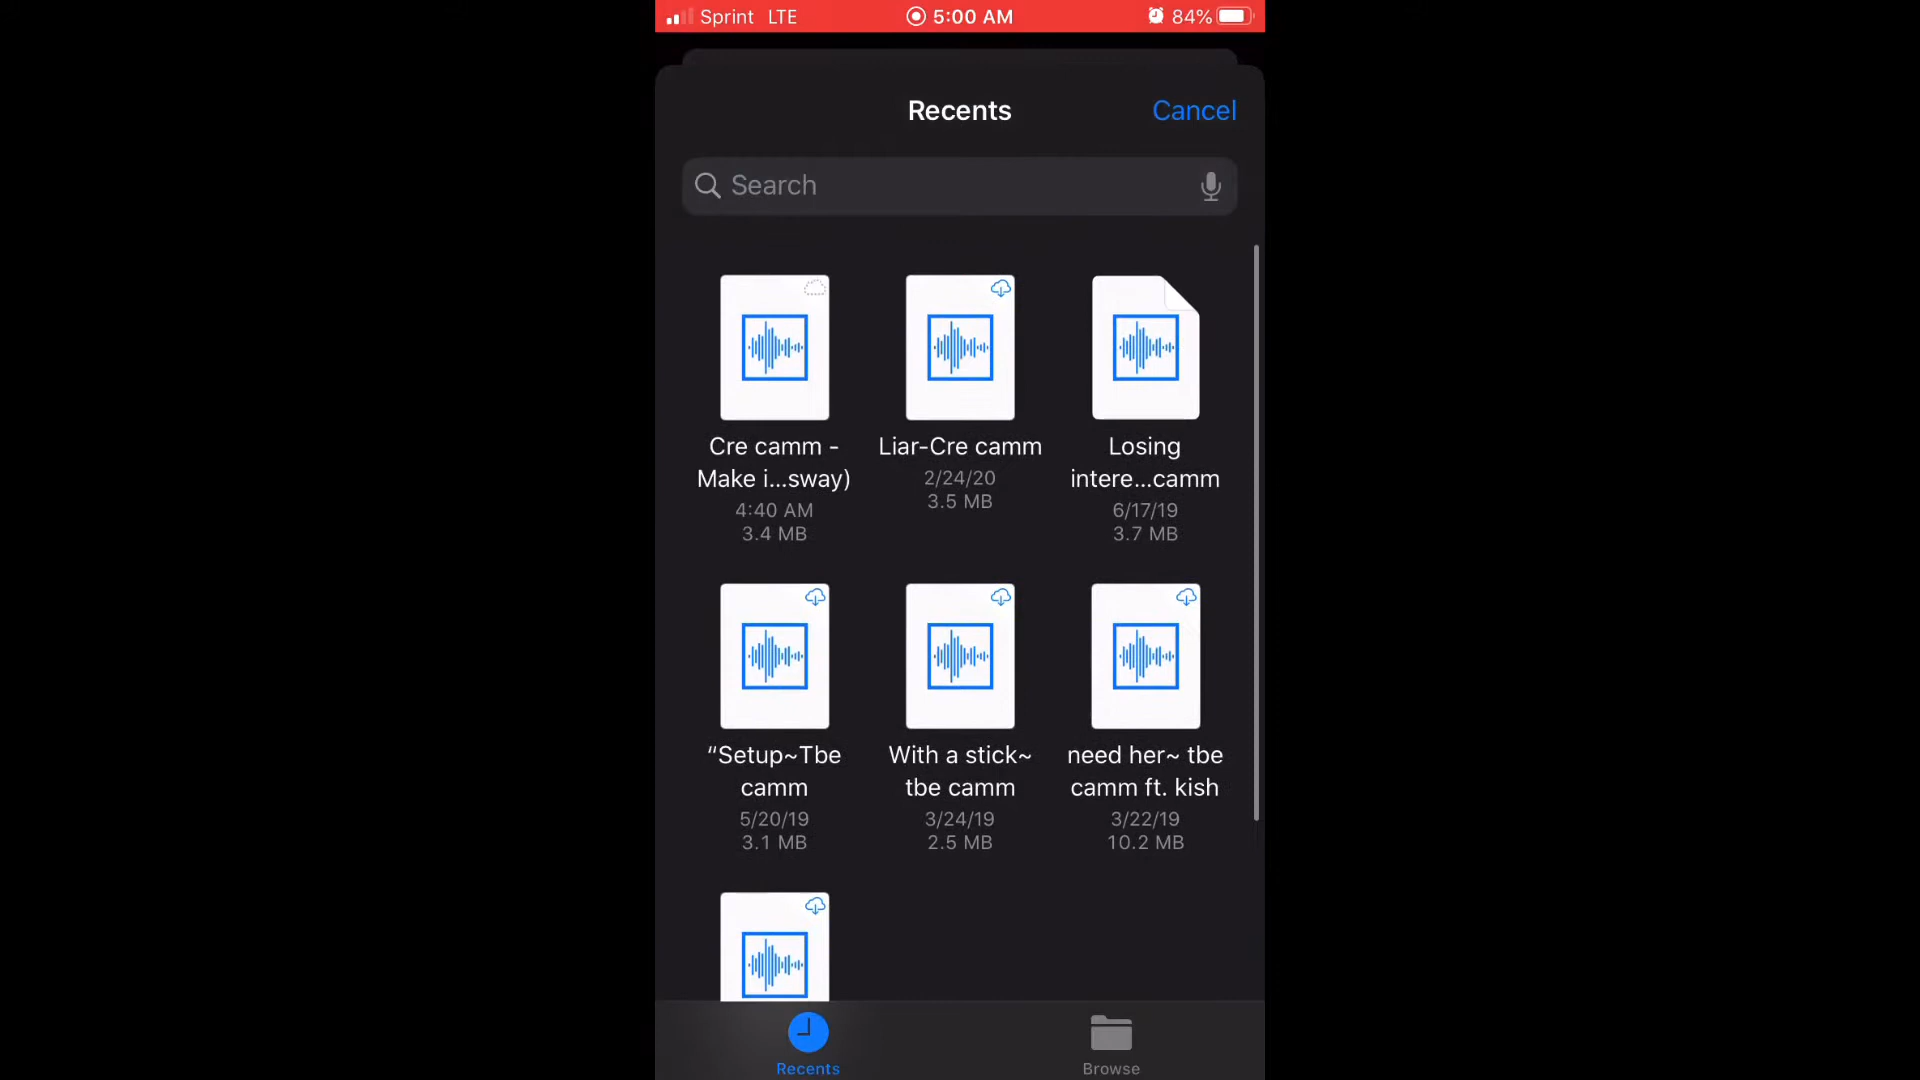 Sprint LTE 5:00 AM 84%
Recents Cancel
Search
Cre camm -
Make i...sway)
4:40 AM
3.4 MB
Liar-Cre camm
2/24/20
3.5 MB
Losing
intere...camm
6/17/19
3.7 MB
“Setup~Tbe
camm
5/20/19
3.1 MB
With a stick~
tbe camm
3/24/19
2.5 MB
need her~ tbe
camm ft. kish
3/22/19
10.2 MB
Recents Browse